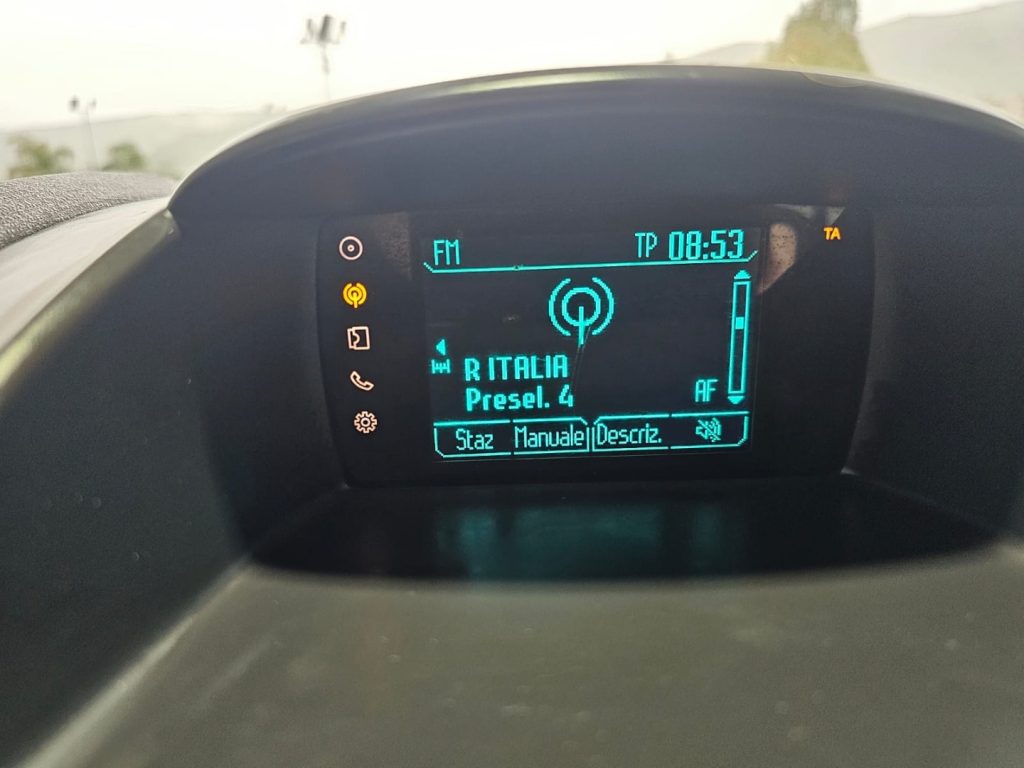 FM TP 08:53 TA
R ITALIA
Presel. 4 AF
Staz Manuale Descriz.